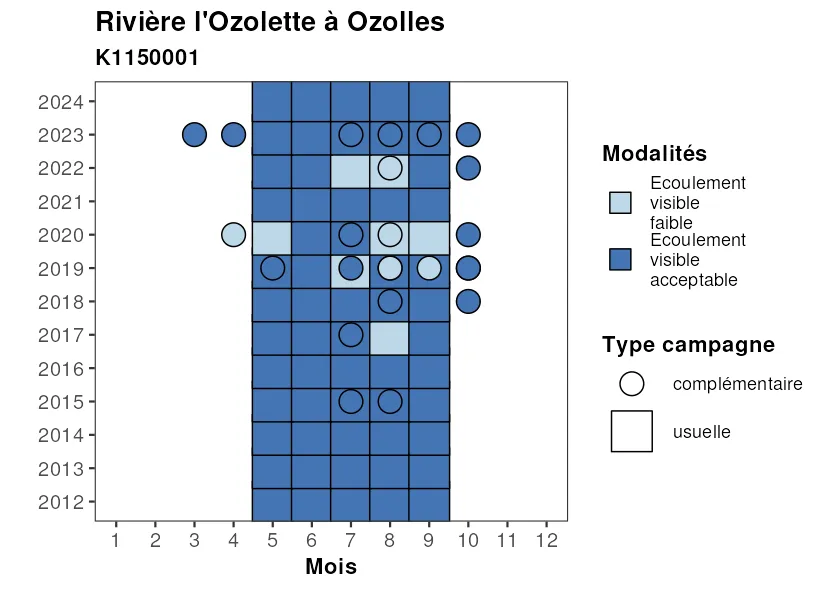 Rivière l'Ozolette à Ozolles
K1150001
2024
2023
2022
2021
2020
2019
2018
2017
2016
2015
2014
2013
2012
1 2 3 4 5 6 7 8 9 10 11 12
Mois
Modalités
Ecoulement
visible
faible
Ecoulement
visible
acceptable
Type campagne
complémentaire
usuelle